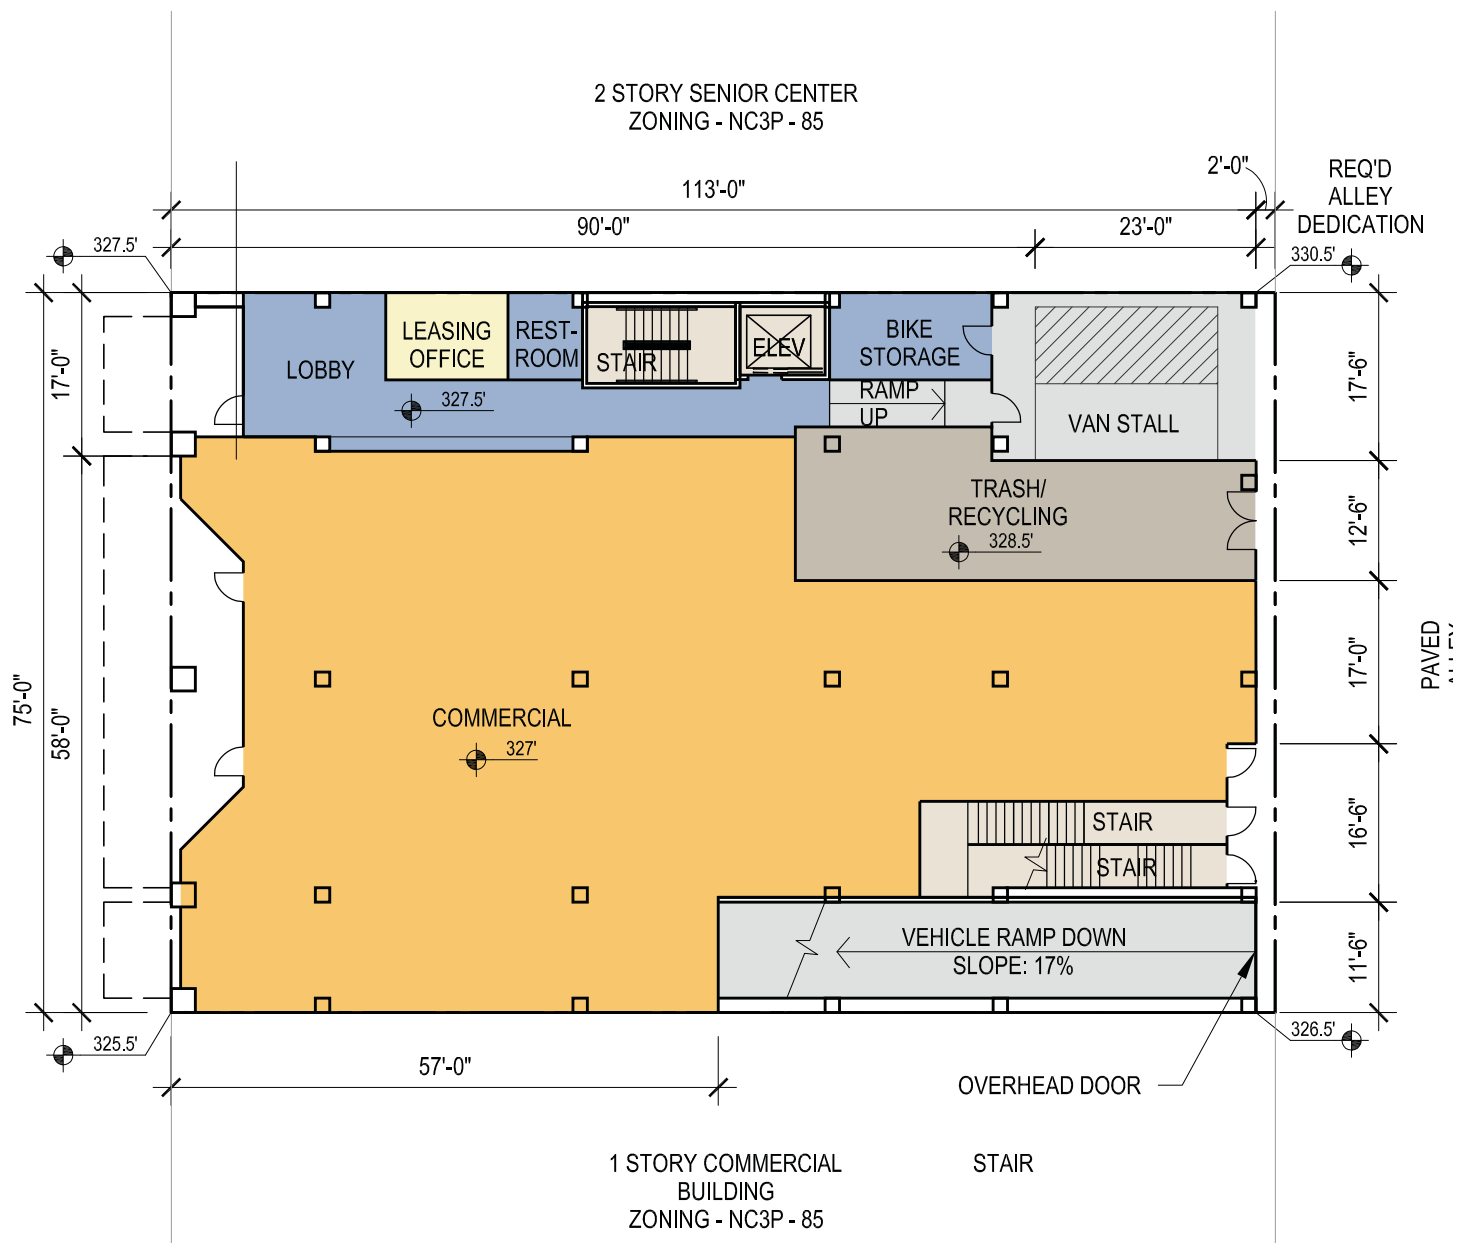 2 STORY SENIOR CENTER
ZONING - NC3P - 85
2'-0"
REQ'D
ALLEY
DEDICATION
113'-0"
90'-0"
23'-0"
327.5'
330.5'
LEASING
OFFICE
REST-
ROOM
STAIR
ELEV
BIKE
STORAGE
LOBBY
327.5'
RAMP
UP
VAN STALL
17'-0"
17'-6"
TRASH/
RECYCLING
328.5'
12'-6"
75'-0"
58'-0"
COMMERCIAL
327'
17'-0"
PAVED
ALLEY
STAIR
STAIR
16'-6"
VEHICLE RAMP DOWN
SLOPE: 17%
11'-6"
325.5'
326.5'
57'-0"
OVERHEAD DOOR
1 STORY COMMERCIAL
BUILDING
ZONING - NC3P - 85
STAIR